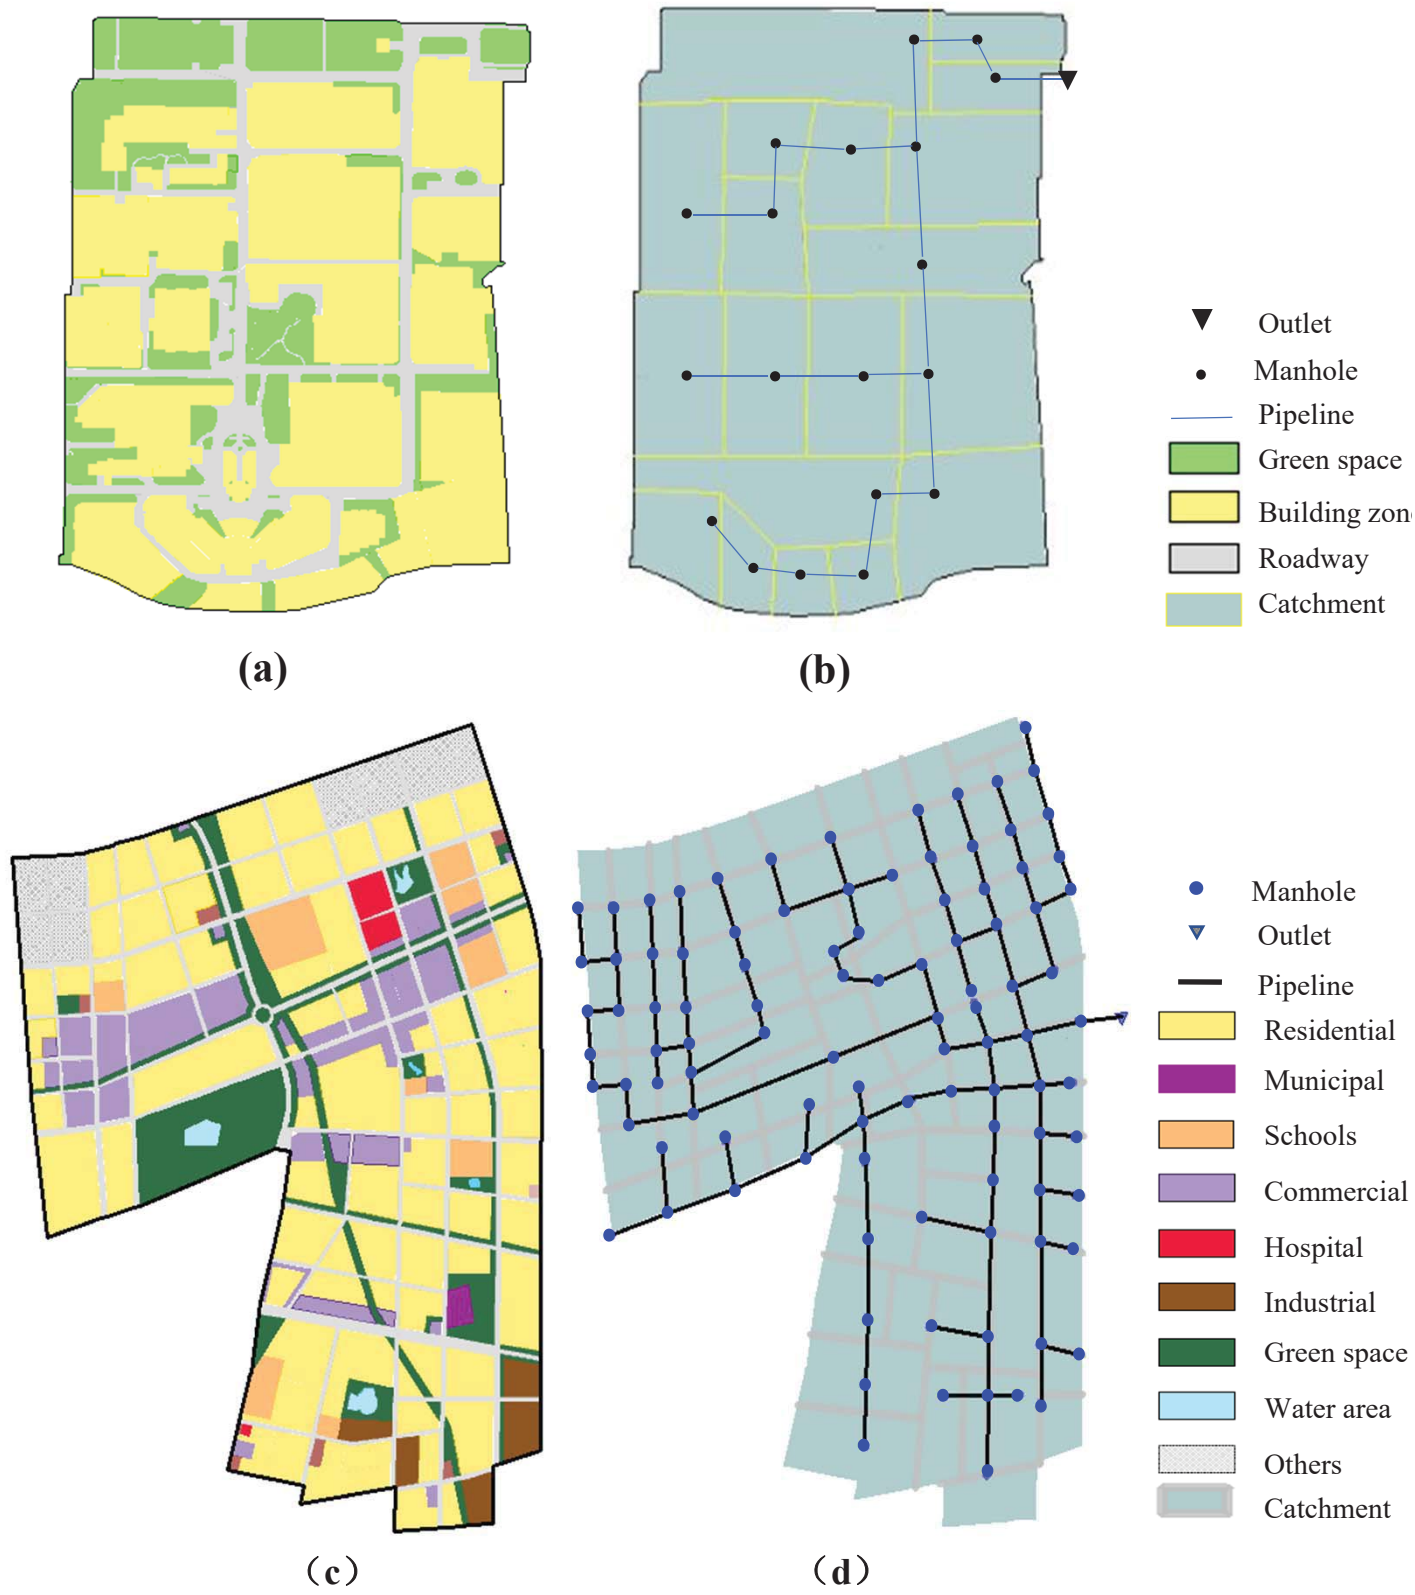 Outlet
Manhole
Pipeline
Green space
Building zon
Roadway
Catchment
(a)
(b)
Manhole
Outlet
Pipeline
Residential
Municipal
Schools
Commercial
Hospital
Industrial
Green space
Water area
Others
Catchment
（c）
（d）